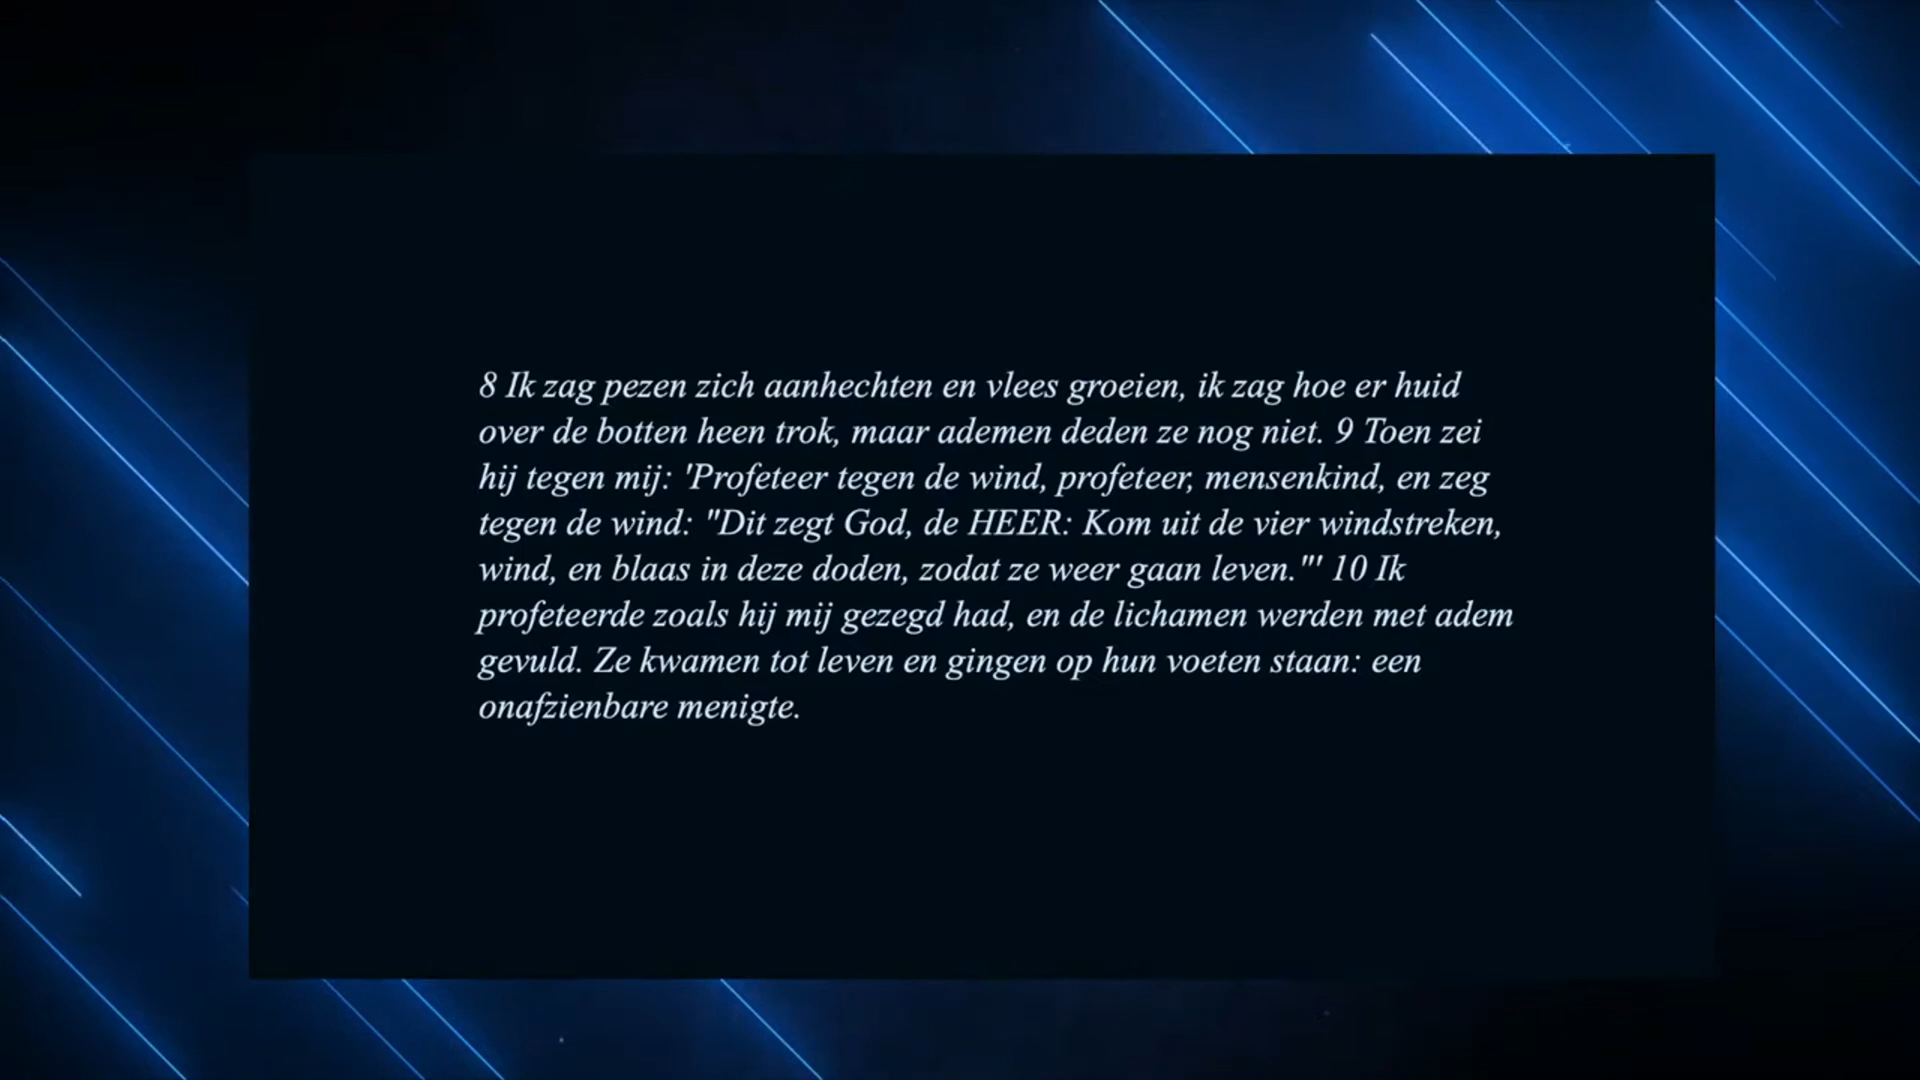 8 Ik zag pezen zich aanhechten en vlees groeien, ik zag hoe er huid
over de botten heen trok, maar ademen deden ze nog niet. 9 Toen zei
hij tegen mij: 'Profeteer tegen de wind, profeteer, mensenkind, en zeg
tegen de wind: "Dit zegt God, de HEER: Kom uit de vier windstreken,
wind, en blaas in deze doden, zodat ze weer gaan leven."' 10 Ik
profeteerde zoals hij mij gezegd had, en de lichamen werden met adem
gevuld. Ze kwamen tot leven en gingen op hun voeten staan: een
onafzienbare menigte.